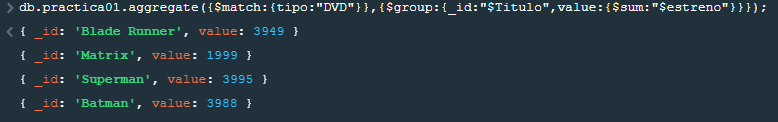 > db.practica01.aggregate({$match:{tipo:"DVD"}},{$group:{_id:"$Titulo",value:{$sum:"$estreno"}}});
< { _id: 'Blade Runner', value: 3949 }
{ _id: 'Matrix', value: 1999 }
{ _id: 'Superman', value: 3995 }
{ _id: 'Batman', value: 3988 }